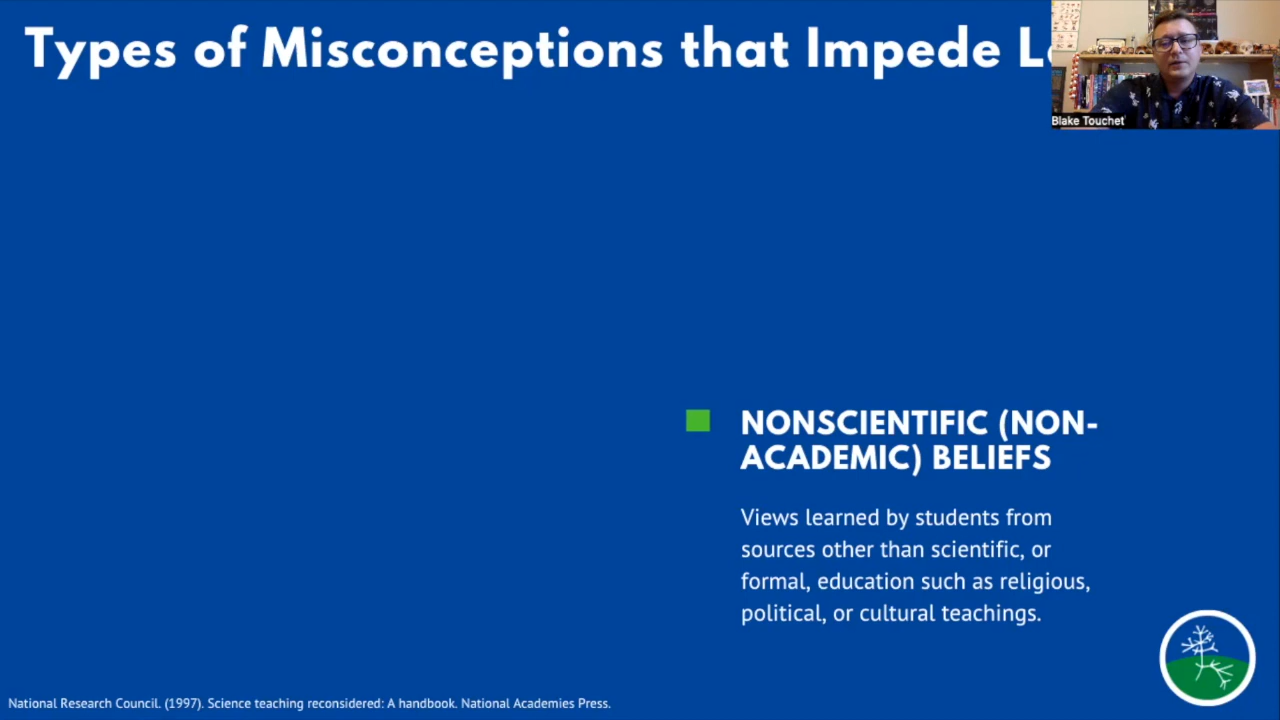 Types of Misconceptions that Impede
Blake Touchet
NONSCIENTIFIC (NON-
ACADEMIC) BELIEFS
Views learned by students from
sources other than scientific, or
formal, education such as religious,
political, or cultural teachings.
National Research Council. (1997). Science teaching reconsidered: A handbook. National Academies Press.